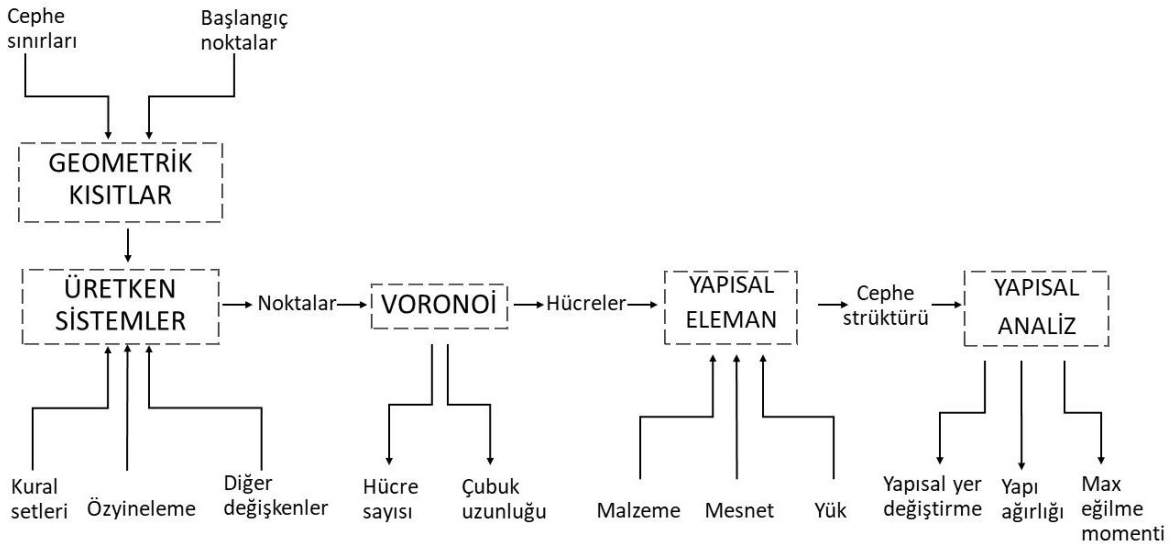 Cephe
sınırları
Başlangıç
noktalar
GEOMETRİK
KISITLAR
ÜRETKEN
SİSTEMLER
Noktalar
VORONOİ
Hücreler
YAPISAL
ELEMAN
Cephe
strüktürü
YAPISAL
ANALİZ
Kural
setleri
Özyineleme
Diğer
değişkenler
Hücre
sayısı
Çubuk
uzunluğu
Malzeme
Mesnet
Yük
Yapısal yer
değiştirme
Yapı
ağırlığı
Max
eğilme
momenti